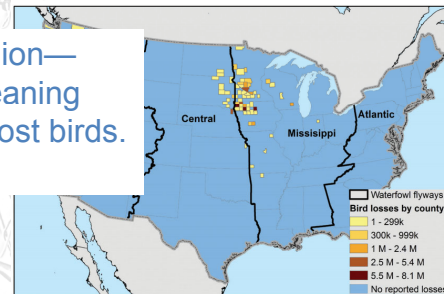 ion—
eaning
ost birds.
Central
Missisippi
Atlantic
Waterfowl flyways
Bird losses by county
1 - 299k
300k - 999k
1 M - 2.4 M
2.5 M - 5.4 M
5.5 M - 8.1 M
No reported losses